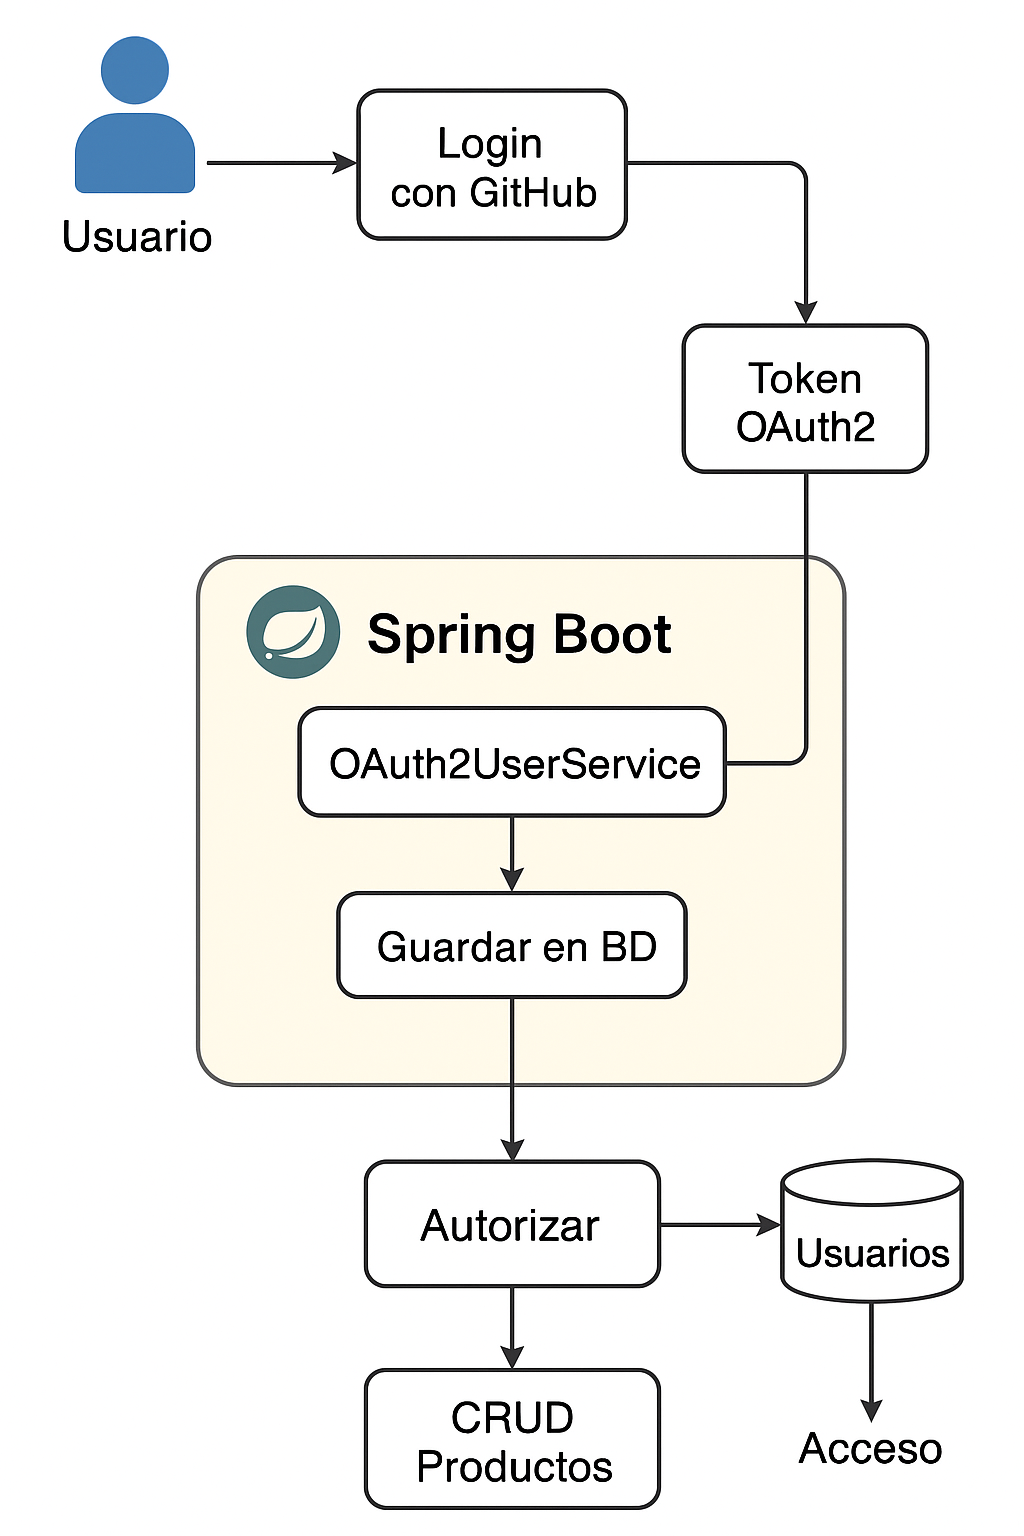 Usuario
Login
con GitHub
Token
OAuth2
Spring Boot
OAuth2UserService
Guardar en BD
Autorizar
Usuarios
CRUD
Productos
Acceso